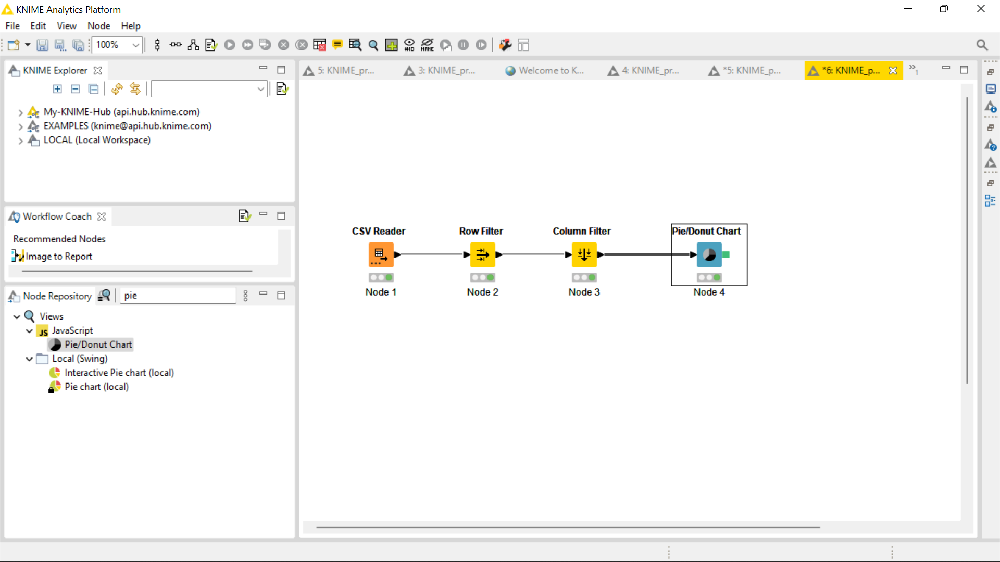 KNIME Analytics Platform
File Edit View Node Help
100%
#ID
NAME
KNIME Explorer
My-KNIME-Hub (api.hub.knime.com)
EXAMPLES (knime@api.hub.knime.com)
LOCAL (Local Workspace)
Workflow Coach
Recommended Nodes
Image to Report
Node Repository
pie
Views
JS JavaScript
Pie/Donut Chart
Local (Swing)
Interactive Pie chart (local)
Pie chart (local)
5: KNIME_pr...
3: KNIME_pr...
Welcome to K...
4: KNIME_pr...
*5: KNIME_p...
*6: KNIME_p...
»1
CSV Reader
Row Filter
Column Filter
Pie/Donut Chart
Node 1
Node 2
Node 3
Node 4